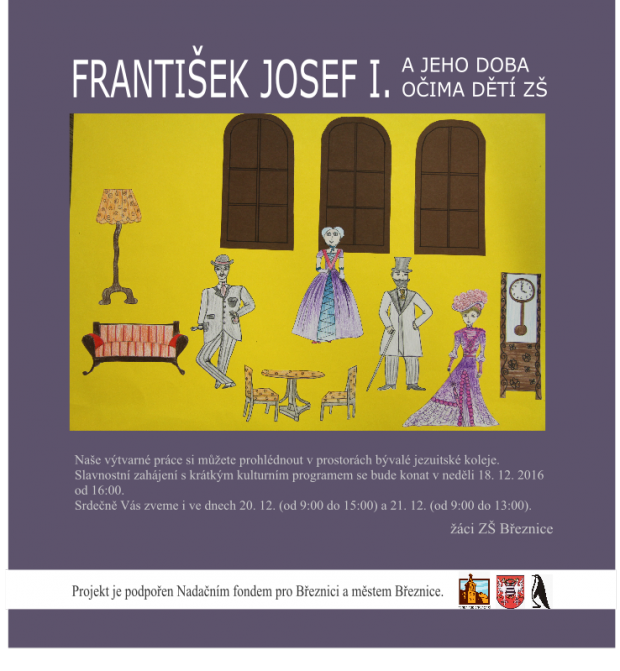 FRANTIŠEK JOSEF I. A JEHO DOBA
OČIMA DĚTÍ ZŠ
Naše výtvarné práce si můžete prohlédnout v prostorách bývalé jezuitské koleje.
Slavnostní zahájení s krátkým kulturním programem se bude konat v neděli 18. 12. 2016
od 16:00.
Srdečně Vás zveme i ve dnech 20. 12. (od 9:00 do 15:00) a 21. 12. (od 9:00 do 13:00).
žáci ZŠ Březnice
Projekt je podpořen Nadačním fondem pro Březnici a městem Březnice.